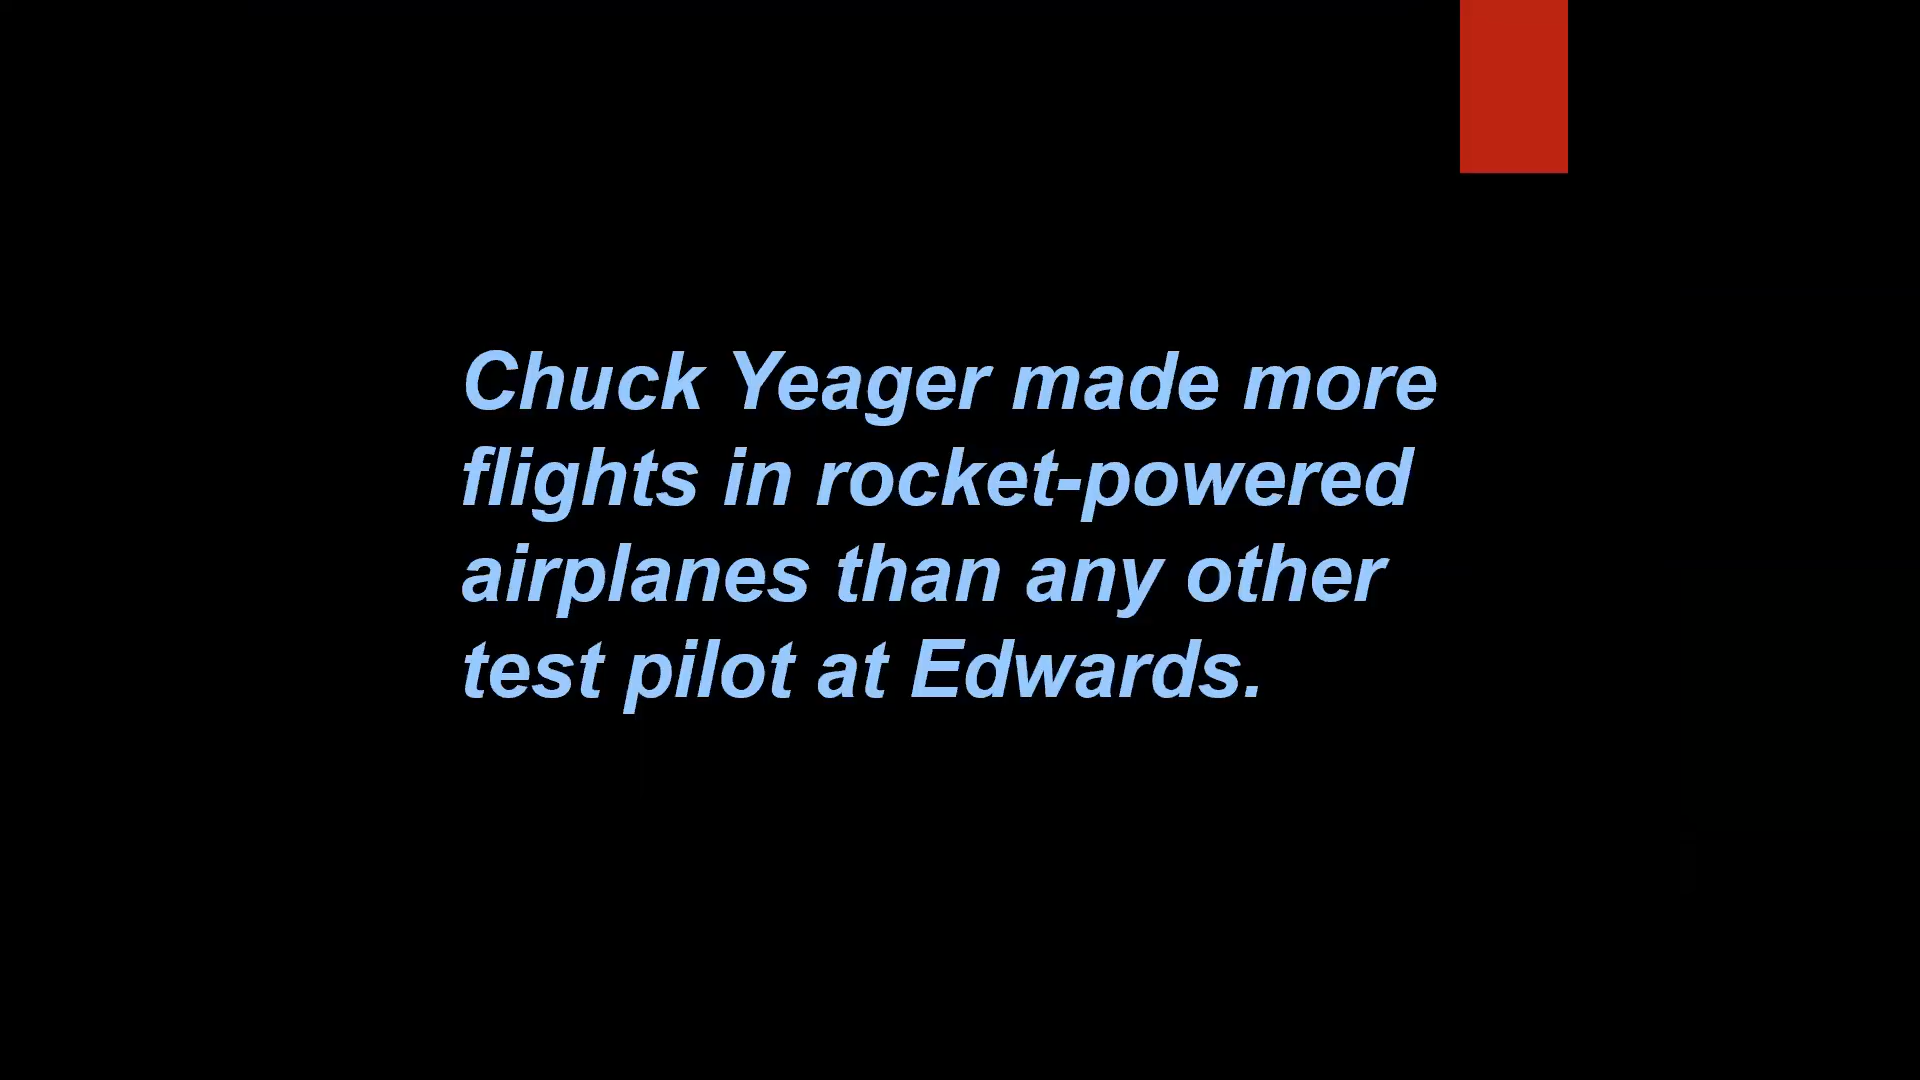 Chuck Yeager made more
flights in rocket-powered
airplanes than any other
test pilot at Edwards.